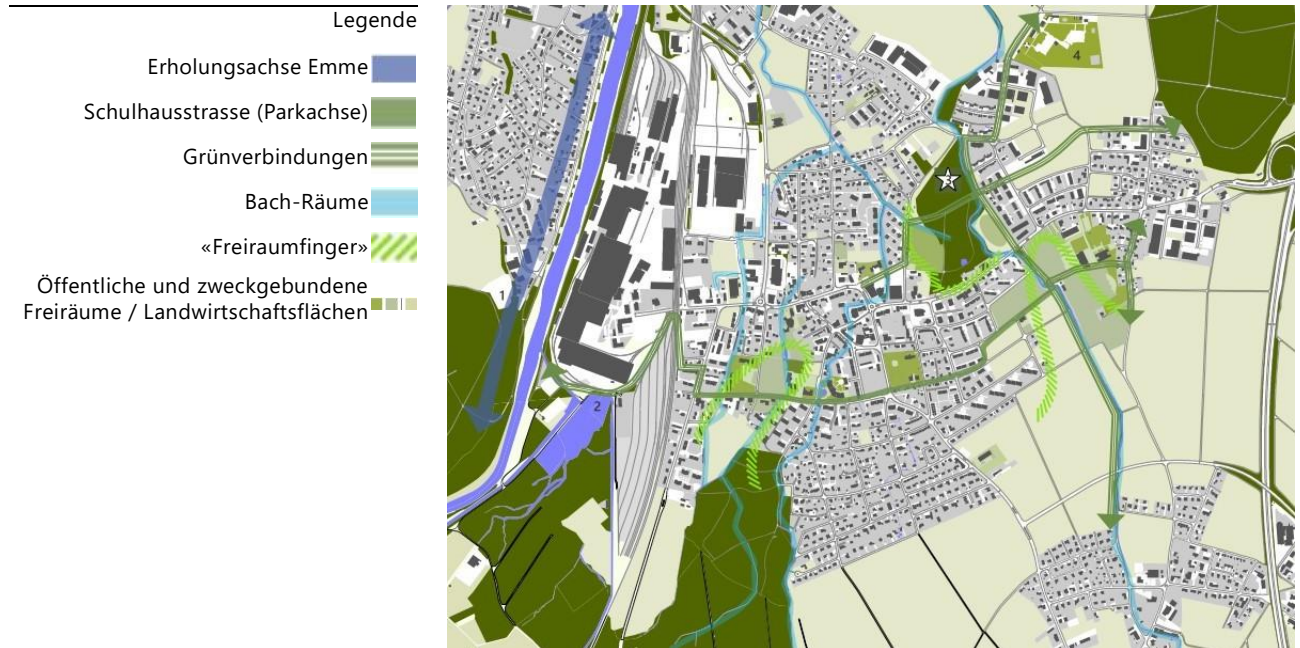 Legende
Erholungsachse Emme
Schulhausstrasse (Parkachse)
Grünverbindungen
Bach-Räume
«Freiraumfinger»
Öffentliche und zweckgebundene
Freiräume / Landwirtschaftsflächen
4
3
1
2